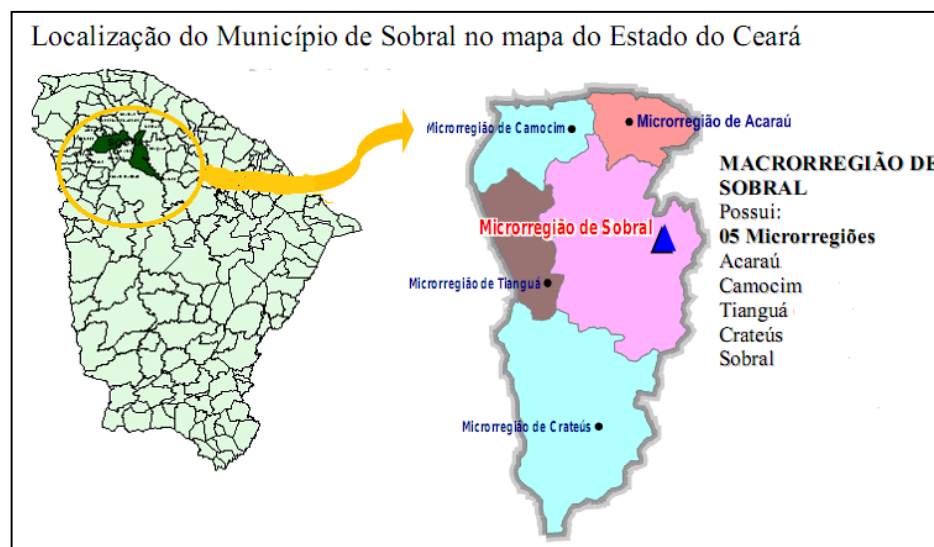 Localização do Município de Sobral no mapa do Estado do Ceará
Microrregião de Camocim
Microrregião de Acaraú
Microrregião de Sobral
Microrregião de Tianguá
Microrregião de Crateús
MACRORREGIÃO DE
SOBRAL
Possui:
05 Microrregiões
Acaraú
Camocim
Tianguá
Crateús
Sobral